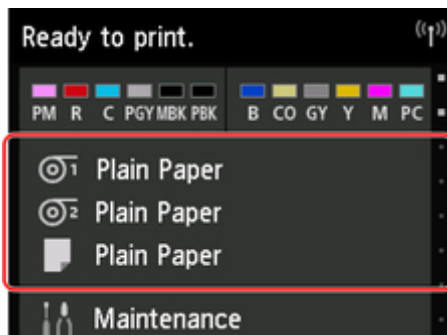 Ready to print.
PM R C PGY MBK PBK B CO GY Y M PC
1 Plain Paper
2 Plain Paper
Plain Paper
Maintenance